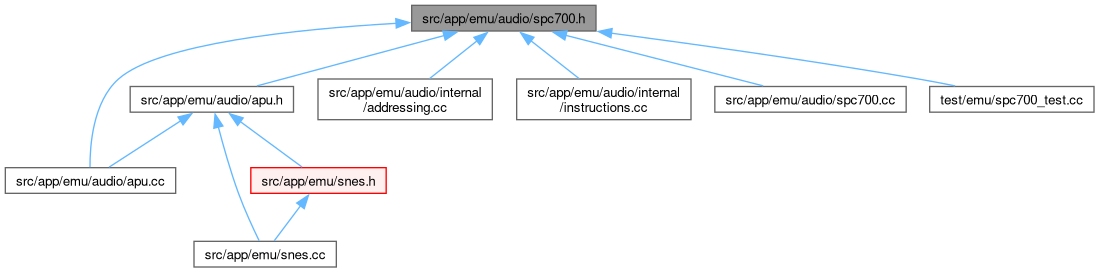 src/app/emu/audio/spc700.h
src/app/emu/audio/apu.h
src/app/emu/audio/internal
/addressing.cc
src/app/emu/audio/internal
/instructions.cc
src/app/emu/audio/spc700.cc
test/emu/spc700_test.cc
src/app/emu/audio/apu.cc
src/app/emu/snes.h
src/app/emu/snes.cc